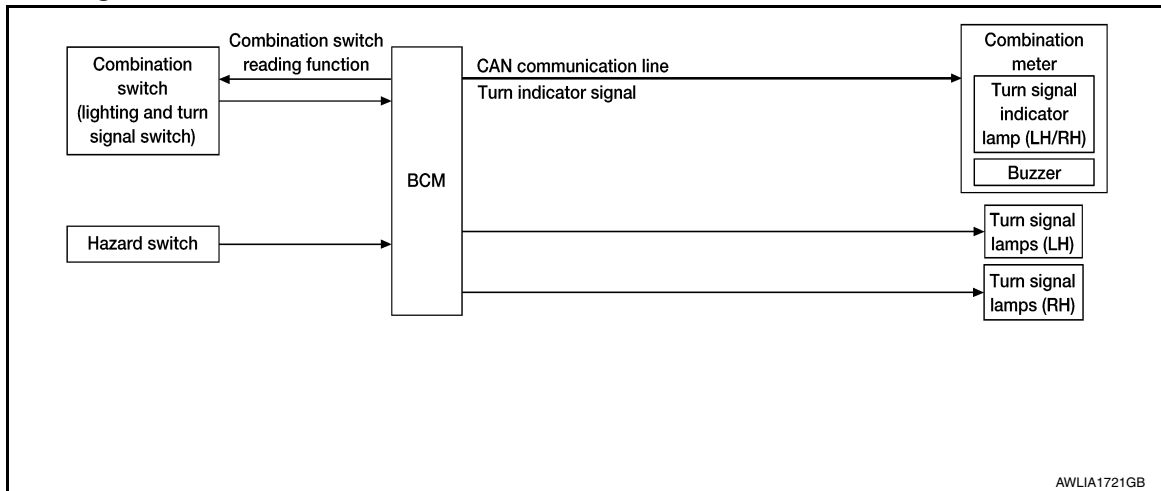 Combination
switch
(lighting and turn
signal switch)
Combination switch
reading function
BCM
CAN communication line
Turn indicator signal
Combination
meter
Turn signal
indicator
lamp (LH/RH)
Buzzer
Hazard switch
Turn signal
lamps (LH)
Turn signal
lamps (RH)
AWLIA1721GB